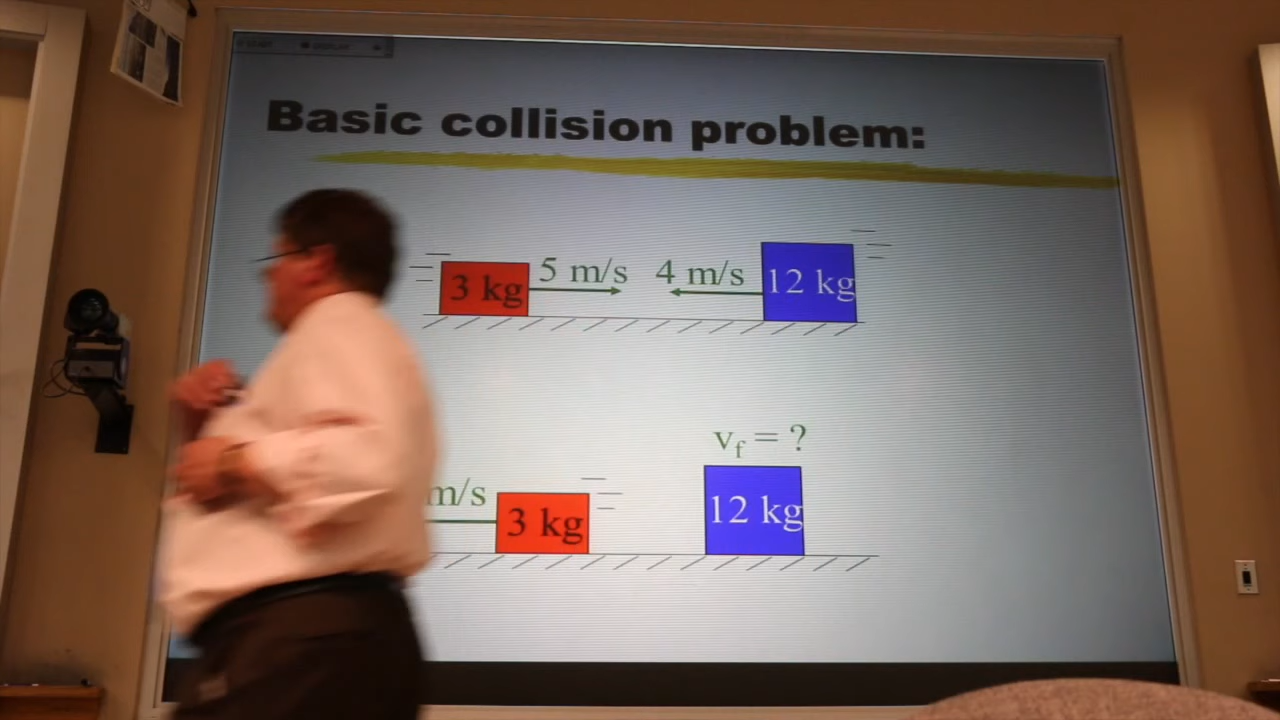 Basic collision problem:
3 kg 5 m/s 4 m/s 12 kg
v_f = ?
m/s 3 kg 12 kg